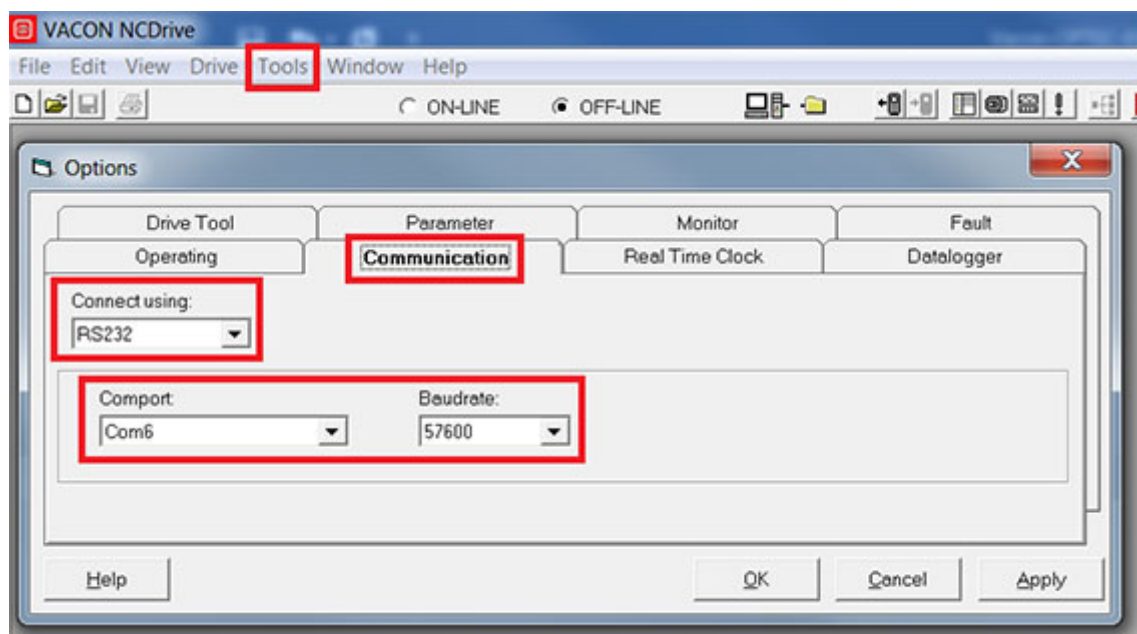 VACON NCDrive
File Edit View Drive Tools Window Help
ON-LINE OFF-LINE
Options
Drive Tool Parameter Monitor Fault
Operating Communication Real Time Clock Datalogger
Connect using:
RS232
Comport: Baudrate:
Com6 57600
Help OK Cancel Apply